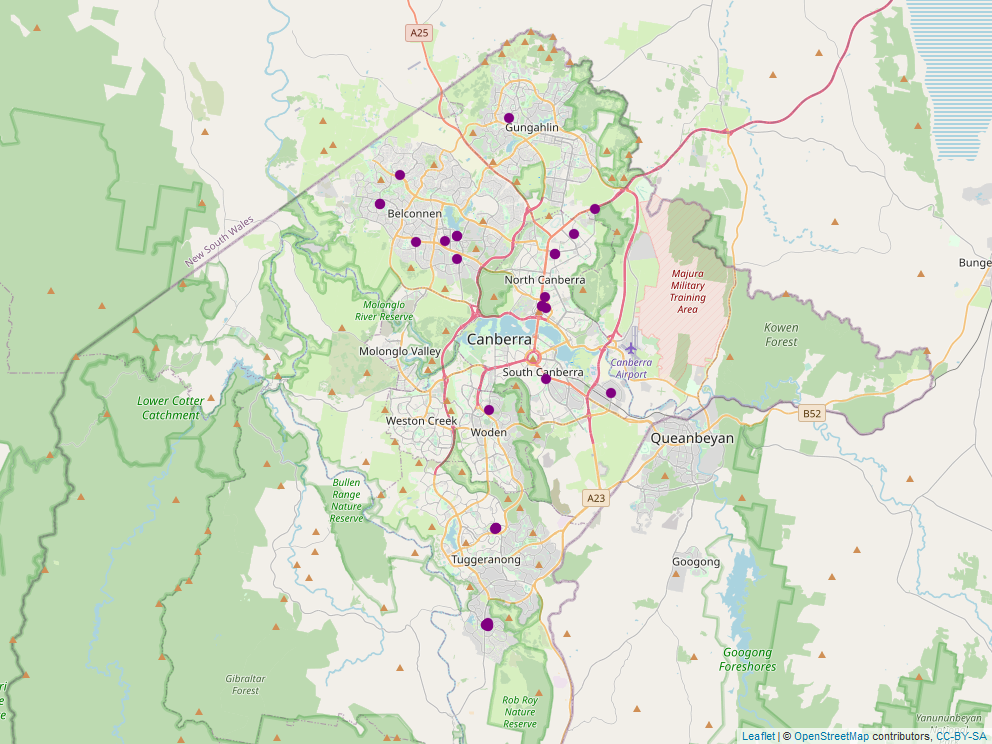 A25
Gungahlin
New South Wales
Belconnen
Bunge
North Canberra
Majura
Military
Training
Area
Molonglo
River Reserve
Kowen
Forest
Canberra
Molonglo Valley
Canberra
Airport
South Canberra
Lower Cotter
Catchment
B52
Weston Creek
Woden
Queanbeyan
Bullen
Range
Nature
Reserve
A23
Tuggeranong
Googong
Googong
Foreshores
Gibraltar
Forest
ri
e
e
Rob Roy
Nature
Reserve
Yanununbeyan
Leaflet | © OpenStreetMap contributors, CC-BY-SA